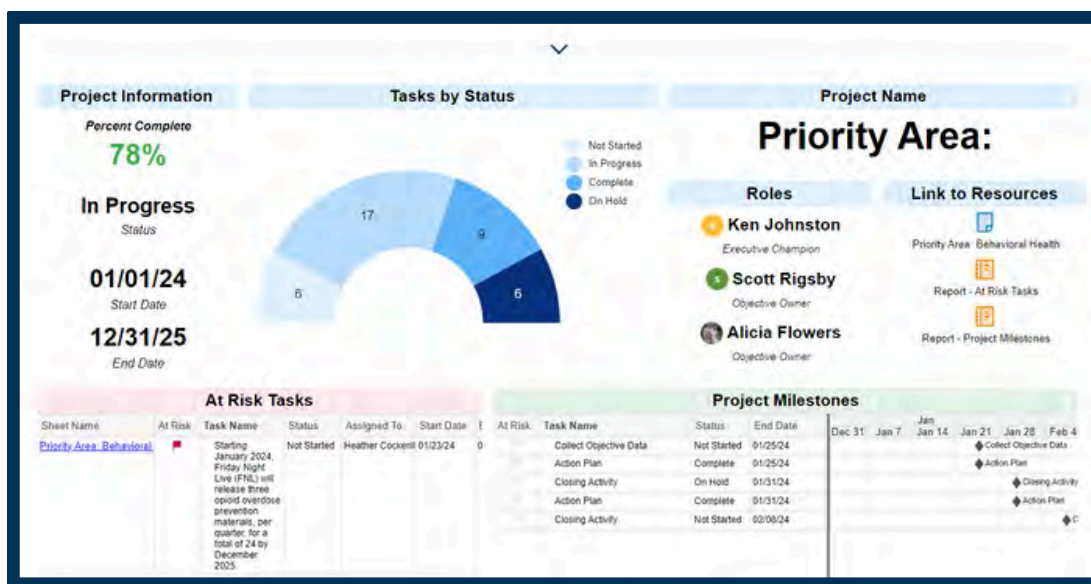 Project Information
Percent Complete
78%
In Progress
Status
01/01/24
Start Date
12/31/25
End Date
Tasks by Status
Not Started
In Progress
Complete
On Hold
6
17
9
6
Project Name
Priority Area:
Roles
Ken Johnston
Executive Champion
S
Scott Rigsby
Objective Owner
Alicia Flowers
Objective Owner
Link to Resources
Priority Area: Behavioral Health
Report - At Risk Tasks
Report - Project Milestones
At Risk Tasks
Sheet Name At Risk Task Name Status Assigned To Start Date E
Priority Area: Behavioral Starting Not Started Heather Cockerill 01/23/24 0
January 2024,
Friday Night
Live (FNL) will
release three
opioid overdose
prevention
materials, per
quarter, for a
total of 24 by
December
2025.
Project Milestones
At Risk Task Name Status End Date
Jan
Dec 31 Jan 7 Jan 14 Jan 21 Jan 28 Feb 4
Collect Objective Data Not Started 01/25/24 Collect Objective Data
Action Plan Complete 01/25/24 Action Plan
Closing Activity On Hold 01/31/24 Closing Activity
Action Plan Complete 01/31/24 Action Plan
Closing Activity Not Started 02/08/24 C